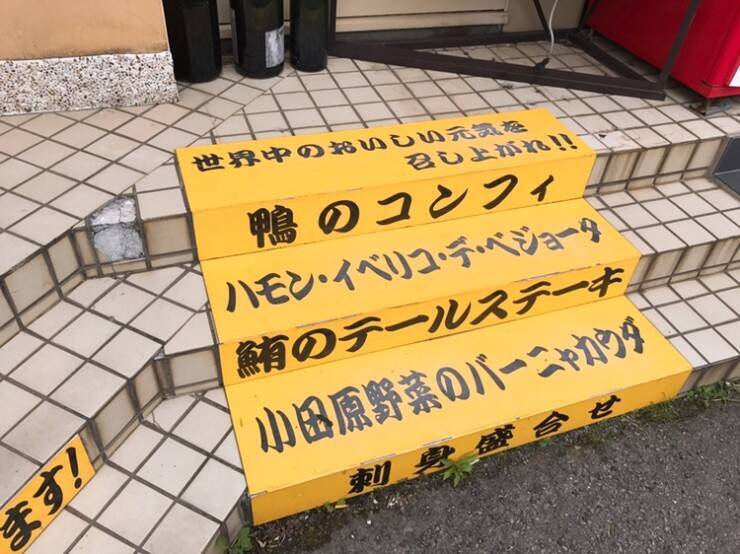 世界中のおいしい元気を
召し上がれ!!
鴨のコンフィ
ハモン・イベリコ・デ・ベジョータ
鮪のテールステーキ
小田原野菜のバーニャカウダ
刺身盛合せ
ます!